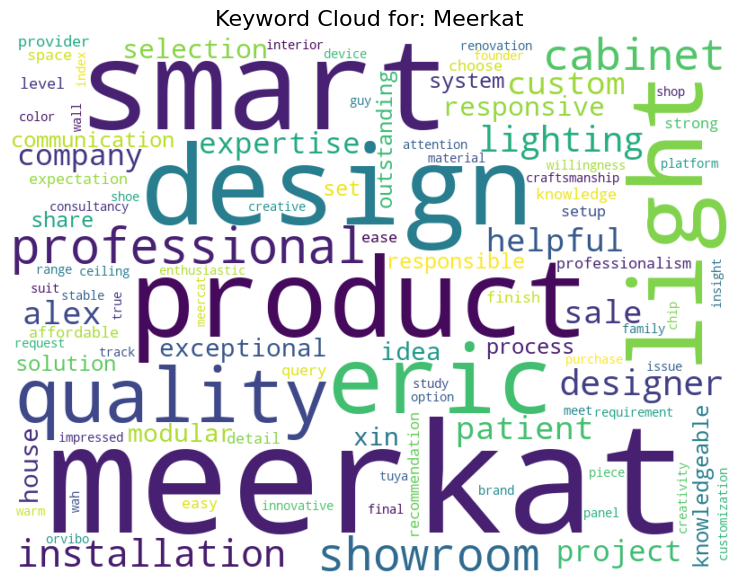 Keyword Cloud for: Meerkat
provider
selection
interior
device
renovation
founder
cabinet
space
index
smart
choose
level
system
custom
shop
color
wall
guy
outstanding
responsive
strong
communication
expertise
attention
lighting
light
company
material
willingness
platform
expectation
design
craftsmanship
shoe
set
knowledge
consultancy
creative
setup
share
professional
ease
helpful
range
ceiling
enthusiastic
responsible
professionalism
insight
suit
stable
true
meercat
product
finish
chip
alex
sale
affordable
family
request
track
exceptional
idea
process
solution
query
purchase
issue
quality
eric
study
option
designer
meet
requirement
house
impressed
modular
detail
xin
recommendation
patient
knowledgeable
warm
wah
easy
innovative
meerkat
tuya
final
brand
piece
panel
creativity
customization
orvibo
installation
showroom
project